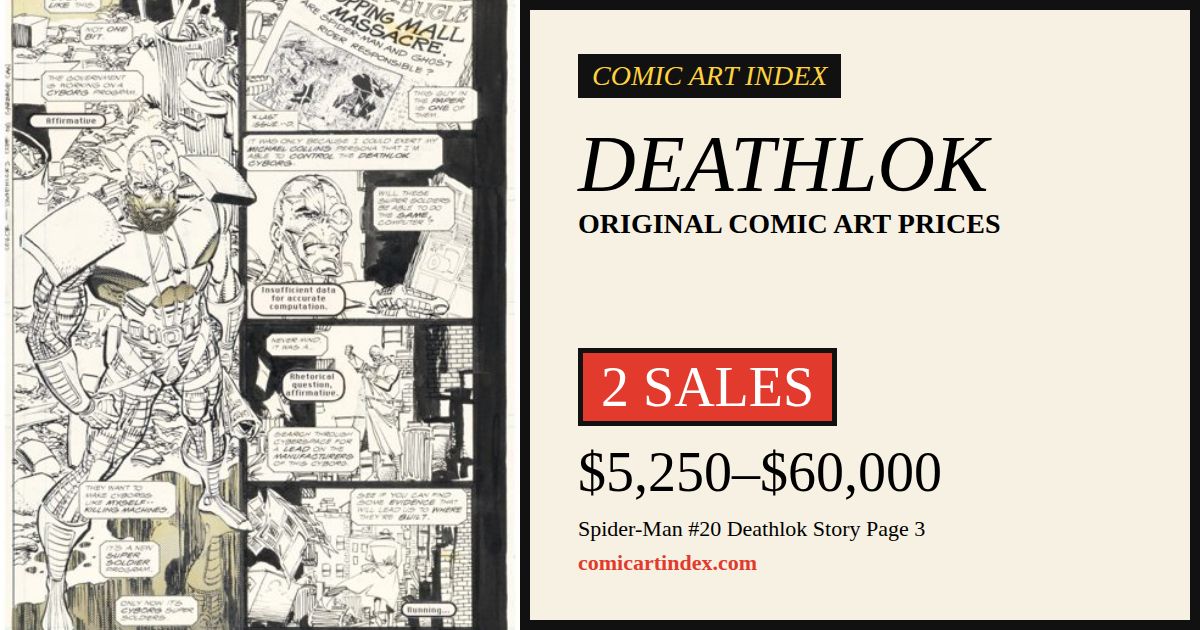 LIKE THIS.
NOT ONE
BIT.
THE GOVERNMENT
IS WORKING ON A
CYBORG PROGRAM.
Affirmative
THEY WANT TO
MAKE CYBORGS
LIKE MYSELF--
KILLING MACHINES.
IT'S A NEW
SUPER
SOLDIER
PROGRAM.
ONLY NOW IT'S
CYBORG SUPER
SOLDIERS.
BUGLE
MALL
MASSACRE.
ARE SPIDER-MAN AND GHOST
RIDER RESPONSIBLE?
THIS GUY IN
THE PAPER
IS ONE OF
THEM.
*LAST
ISSUE.--D.
IT WAS ONLY BECAUSE I COULD EXERT MY
MICHAEL COLLINS PERSONA THAT I'M
ABLE TO CONTROL THE DEATHLOK
CYBORG.
WILL THESE
SUPER SOLDIERS
BE ABLE TO DO
THE SAME,
COMPUTER?
Insufficient data
for accurate
computation.
NEVER MIND,
IT WAS A...
Rhetorical
question,
affirmative.
SEARCH THROUGH
CYBERSPACE FOR
A LEAD ON THE
MANUFACTURERS
OF THIS CYBORG.
SEE IF YOU CAN FIND
SOME EVIDENCE THAT
WILL LEAD US TO WHERE
THEY'RE BUILT.
Running...
COMIC ART INDEX
DEATHLOK
ORIGINAL COMIC ART PRICES
2 SALES
$5,250–$60,000
Spider-Man #20 Deathlok Story Page 3
comicartindex.com